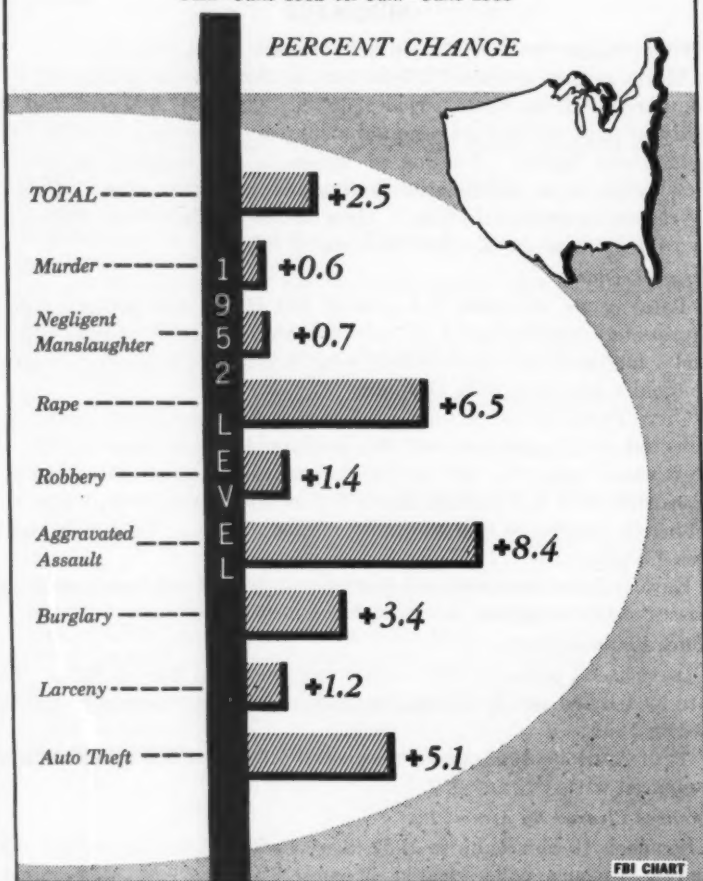 PERCENT CHANGE
TOTAL
+2.5
Murder
+0.6
Negligent
Manslaughter
+0.7
Rape
+6.5
Robbery
+1.4
Aggravated
Assault
+8.4
Burglary
+3.4
Larceny
+1.2
Auto Theft
+5.1
1952 LEVEL
FBI CHART